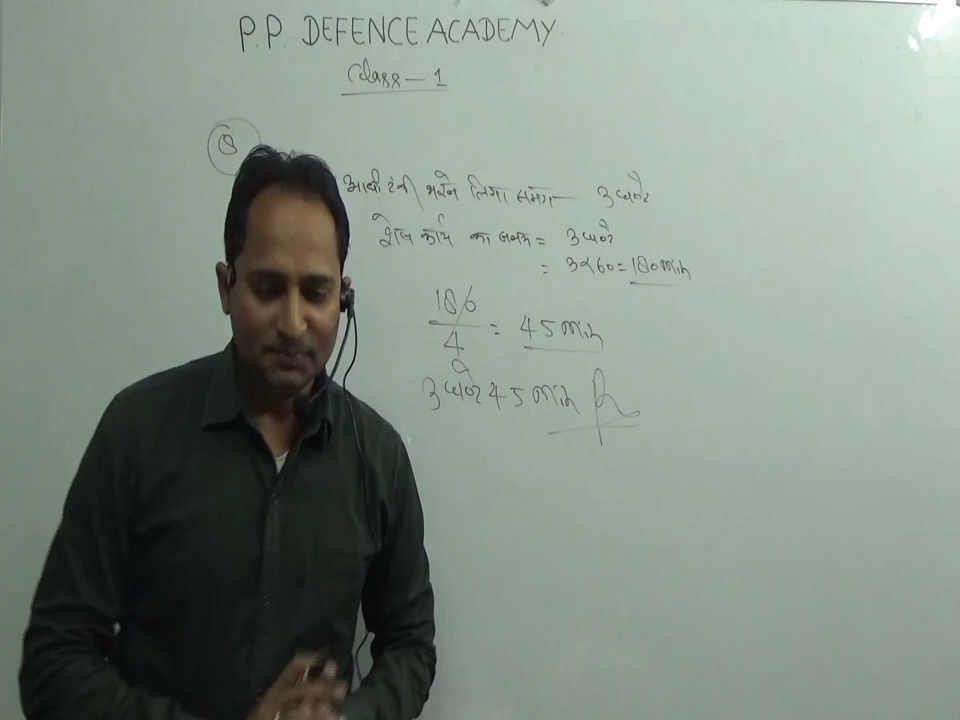 P.P. DEFENCE ACADEMY
Class – 1
Q
आधी टंकी भरने लिया समय – 3 घण्टे
शेष कार्य का समय = 3 घण्टे
= 3×60 = 180 min
180/4 = 45 min
3 घण्टे 45 min